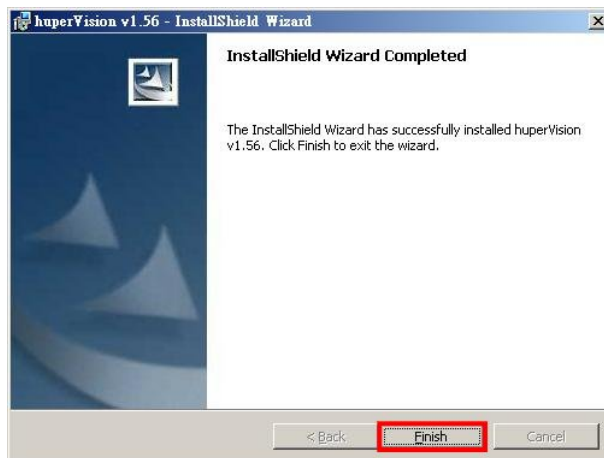 huperVision v1.56 - InstallShield Wizard
InstallShield Wizard Completed
The InstallShield Wizard has successfully installed huperVision
v1.56. Click Finish to exit the wizard.
< Back Finish Cancel